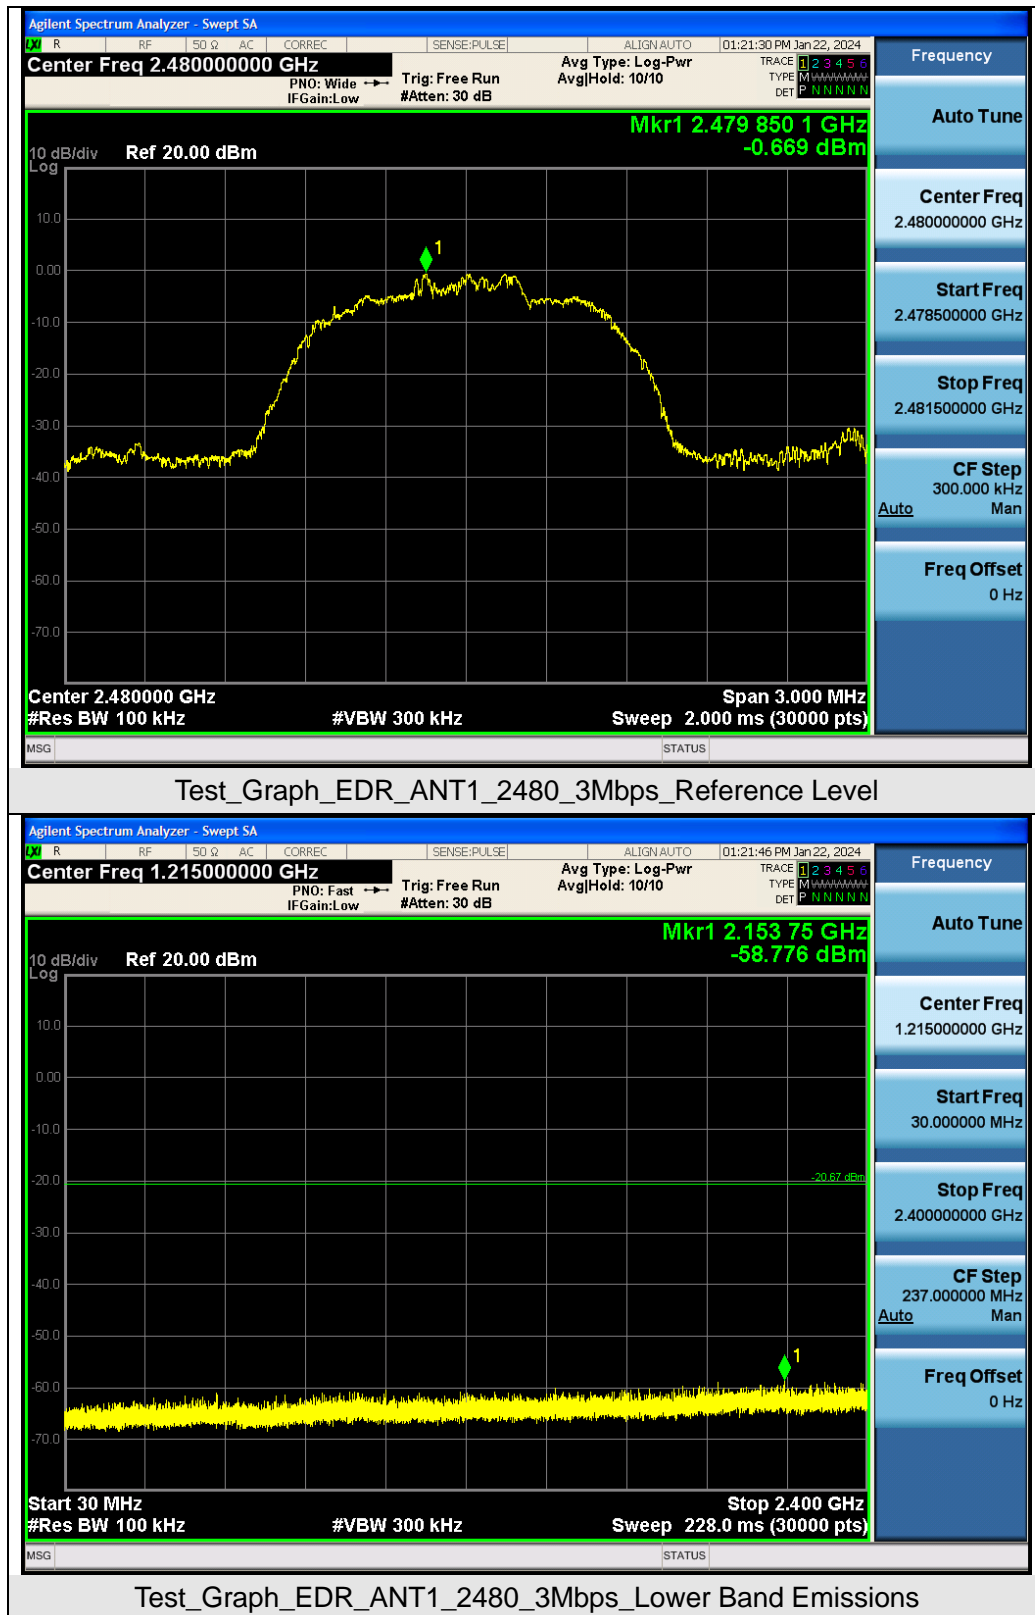 Agilent Spectrum Analyzer - Swept SA
LXI R RF 50 Ω AC CORREC SENSE:PULSE ALIGN AUTO 01:21:30 PM Jan 22, 2024
Center Freq 2.480000000 GHz
PNO: Wide
IFGain:Low
Trig: Free Run
#Atten: 30 dB
Avg Type: Log-Pwr
Avg|Hold: 10/10
TRACE 1 2 3 4 5 6
TYPE M WWWWW
DET P N N N N N
Mkr1 2.479 850 1 GHz
-0.669 dBm
10 dB/div Ref 20.00 dBm
Log
10.0
0.00
-10.0
-20.0
-30.0
-40.0
-50.0
-60.0
-70.0
1
Center 2.480000 GHz Span 3.000 MHz
#Res BW 100 kHz #VBW 300 kHz Sweep 2.000 ms (30000 pts)
MSG STATUS
Frequency
Auto Tune
Center Freq
2.480000000 GHz
Start Freq
2.478500000 GHz
Stop Freq
2.481500000 GHz
CF Step
300.000 kHz
Auto Man
Freq Offset
0 Hz
Test_Graph_EDR_ANT1_2480_3Mbps_Reference Level
Agilent Spectrum Analyzer - Swept SA
LXI R RF 50 Ω AC CORREC SENSE:PULSE ALIGN AUTO 01:21:46 PM Jan 22, 2024
Center Freq 1.215000000 GHz
PNO: Fast
IFGain:Low
Trig: Free Run
#Atten: 30 dB
Avg Type: Log-Pwr
Avg|Hold: 10/10
TRACE 1 2 3 4 5 6
TYPE M WWWWW
DET P N N N N N
Mkr1 2.153 75 GHz
-58.776 dBm
10 dB/div Ref 20.00 dBm
Log
10.0
0.00
-10.0
-20.0
-30.0
-40.0
-50.0
-60.0
-70.0
-20.67 dBm
1
Start 30 MHz Stop 2.400 GHz
#Res BW 100 kHz #VBW 300 kHz Sweep 228.0 ms (30000 pts)
MSG STATUS
Frequency
Auto Tune
Center Freq
1.215000000 GHz
Start Freq
30.000000 MHz
Stop Freq
2.400000000 GHz
CF Step
237.000000 MHz
Auto Man
Freq Offset
0 Hz
Test_Graph_EDR_ANT1_2480_3Mbps_Lower Band Emissions